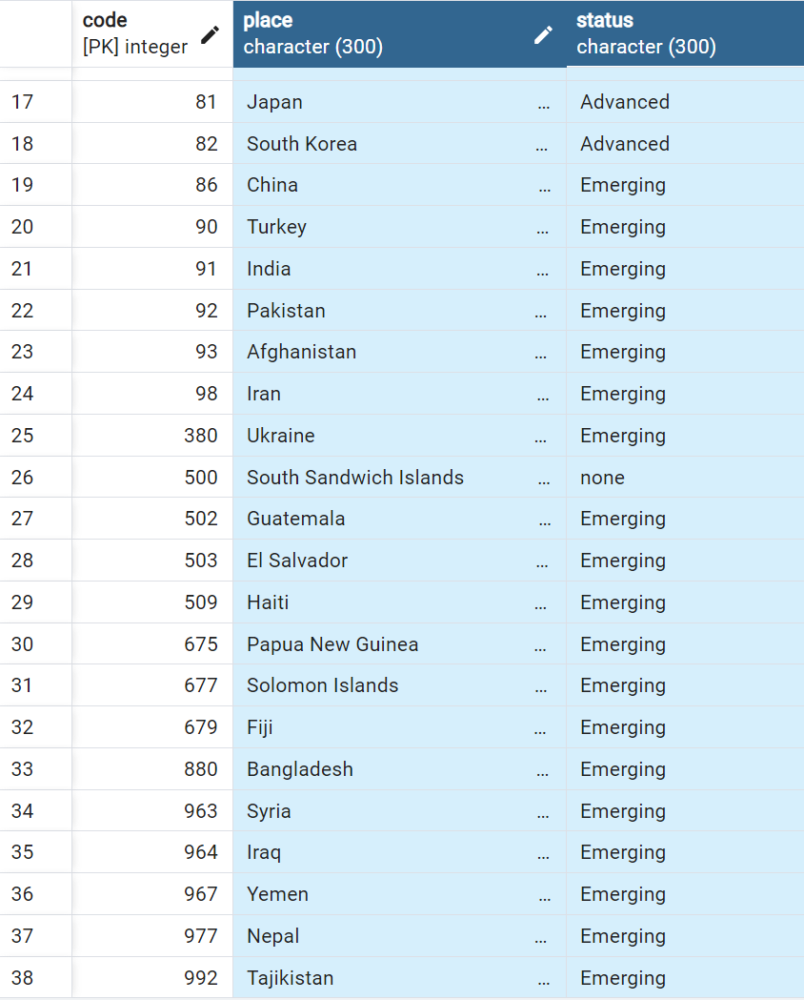 code place status
[PK] integer character (300) character (300)
17 81 Japan ... Advanced
18 82 South Korea ... Advanced
19 86 China ... Emerging
20 90 Turkey ... Emerging
21 91 India ... Emerging
22 92 Pakistan ... Emerging
23 93 Afghanistan ... Emerging
24 98 Iran ... Emerging
25 380 Ukraine ... Emerging
26 500 South Sandwich Islands ... none
27 502 Guatemala ... Emerging
28 503 El Salvador ... Emerging
29 509 Haiti ... Emerging
30 675 Papua New Guinea ... Emerging
31 677 Solomon Islands ... Emerging
32 679 Fiji ... Emerging
33 880 Bangladesh ... Emerging
34 963 Syria ... Emerging
35 964 Iraq ... Emerging
36 967 Yemen ... Emerging
37 977 Nepal ... Emerging
38 992 Tajikistan ... Emerging